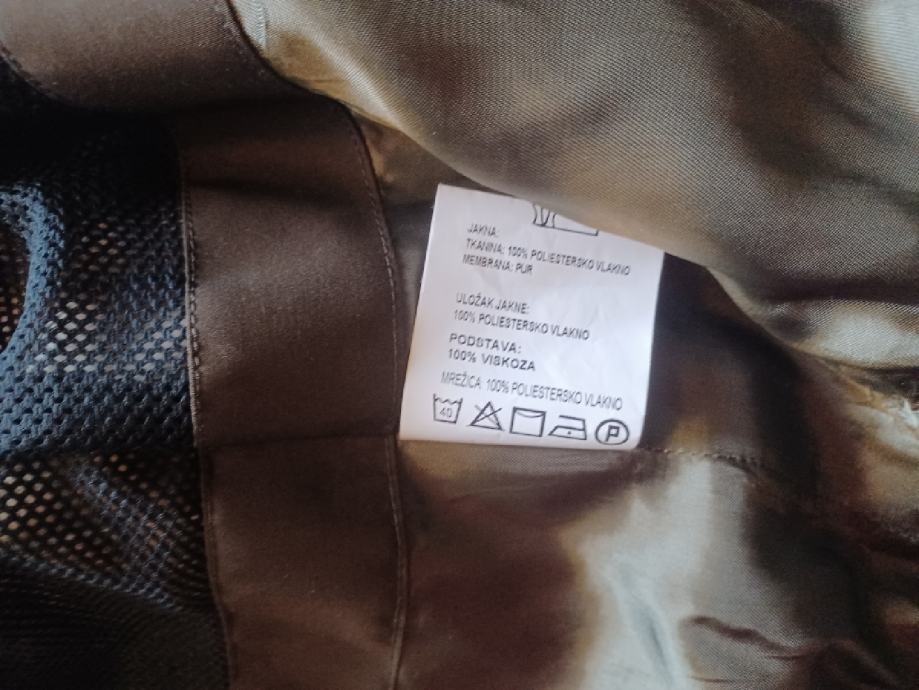 JAKNA:
TKANINA: 100% POLIESTERSKO VLAKNO
MEMBRANA: PUR
ULOŽAK JAKNE:
100% POLIESTERSKO VLAKNO
PODSTAVA:
100% VISKOZA
MREŽICA 100% POLIESTERSKO VLAKNO
40 P